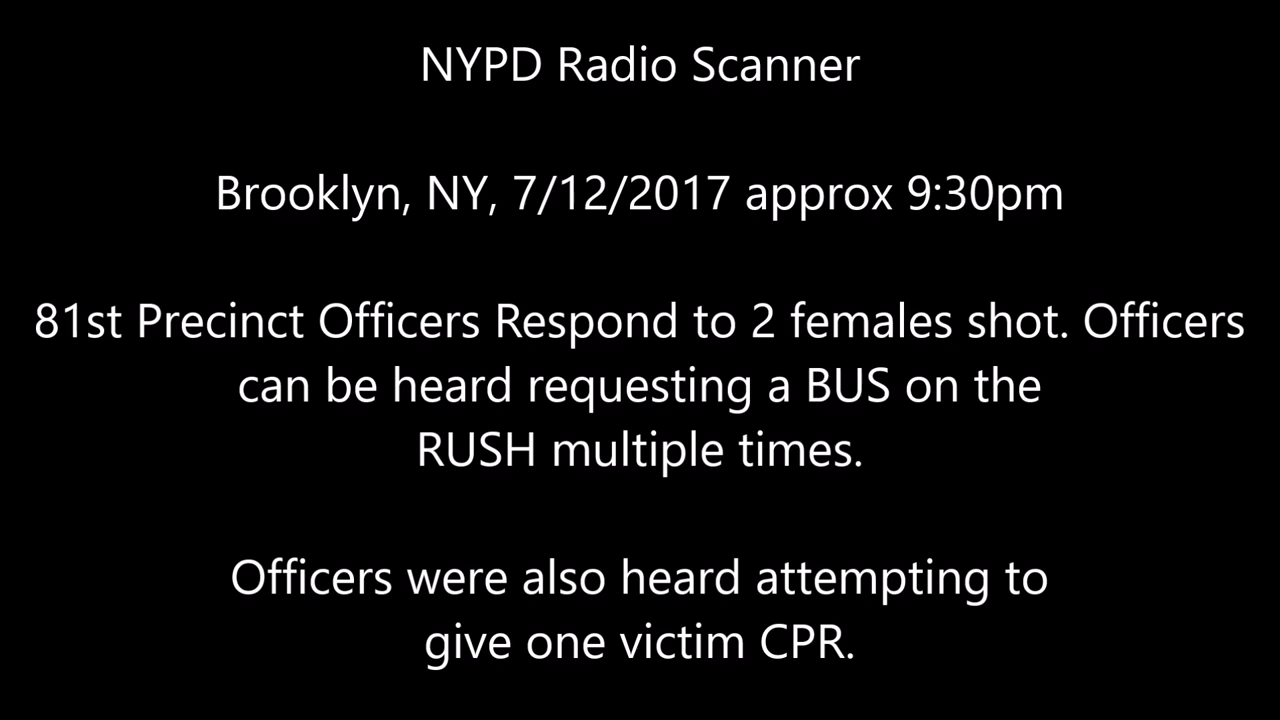 NYPD Radio Scanner
Brooklyn, NY, 7/12/2017 approx 9:30pm
81st Precinct Officers Respond to 2 females shot. Officers
can be heard requesting a BUS on the
RUSH multiple times.
Officers were also heard attempting to
give one victim CPR.